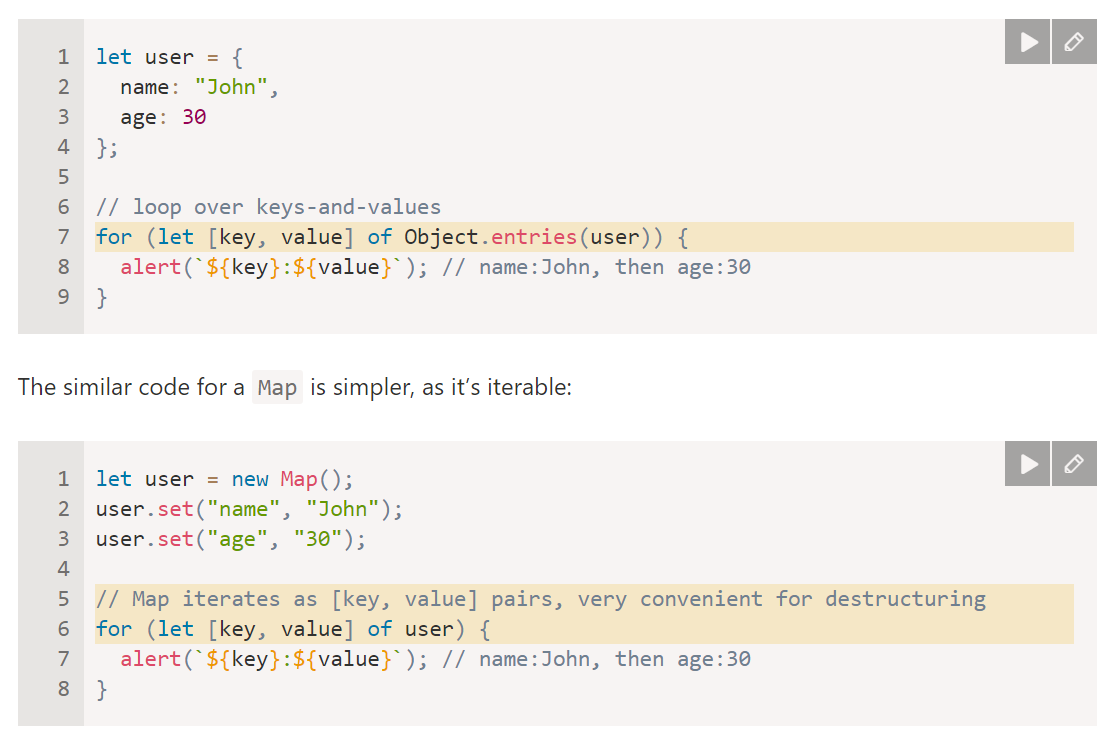 1 let user = {
2   name: "John",
3   age: 30
4 };
5
6 // loop over keys-and-values
7 for (let [key, value] of Object.entries(user)) {
8   alert(`${key}:${value}`); // name:John, then age:30
9 }
The similar code for a Map is simpler, as it’s iterable:
1 let user = new Map();
2 user.set("name", "John");
3 user.set("age", "30");
4
5 // Map iterates as [key, value] pairs, very convenient for destructuring
6 for (let [key, value] of user) {
7   alert(`${key}:${value}`); // name:John, then age:30
8 }